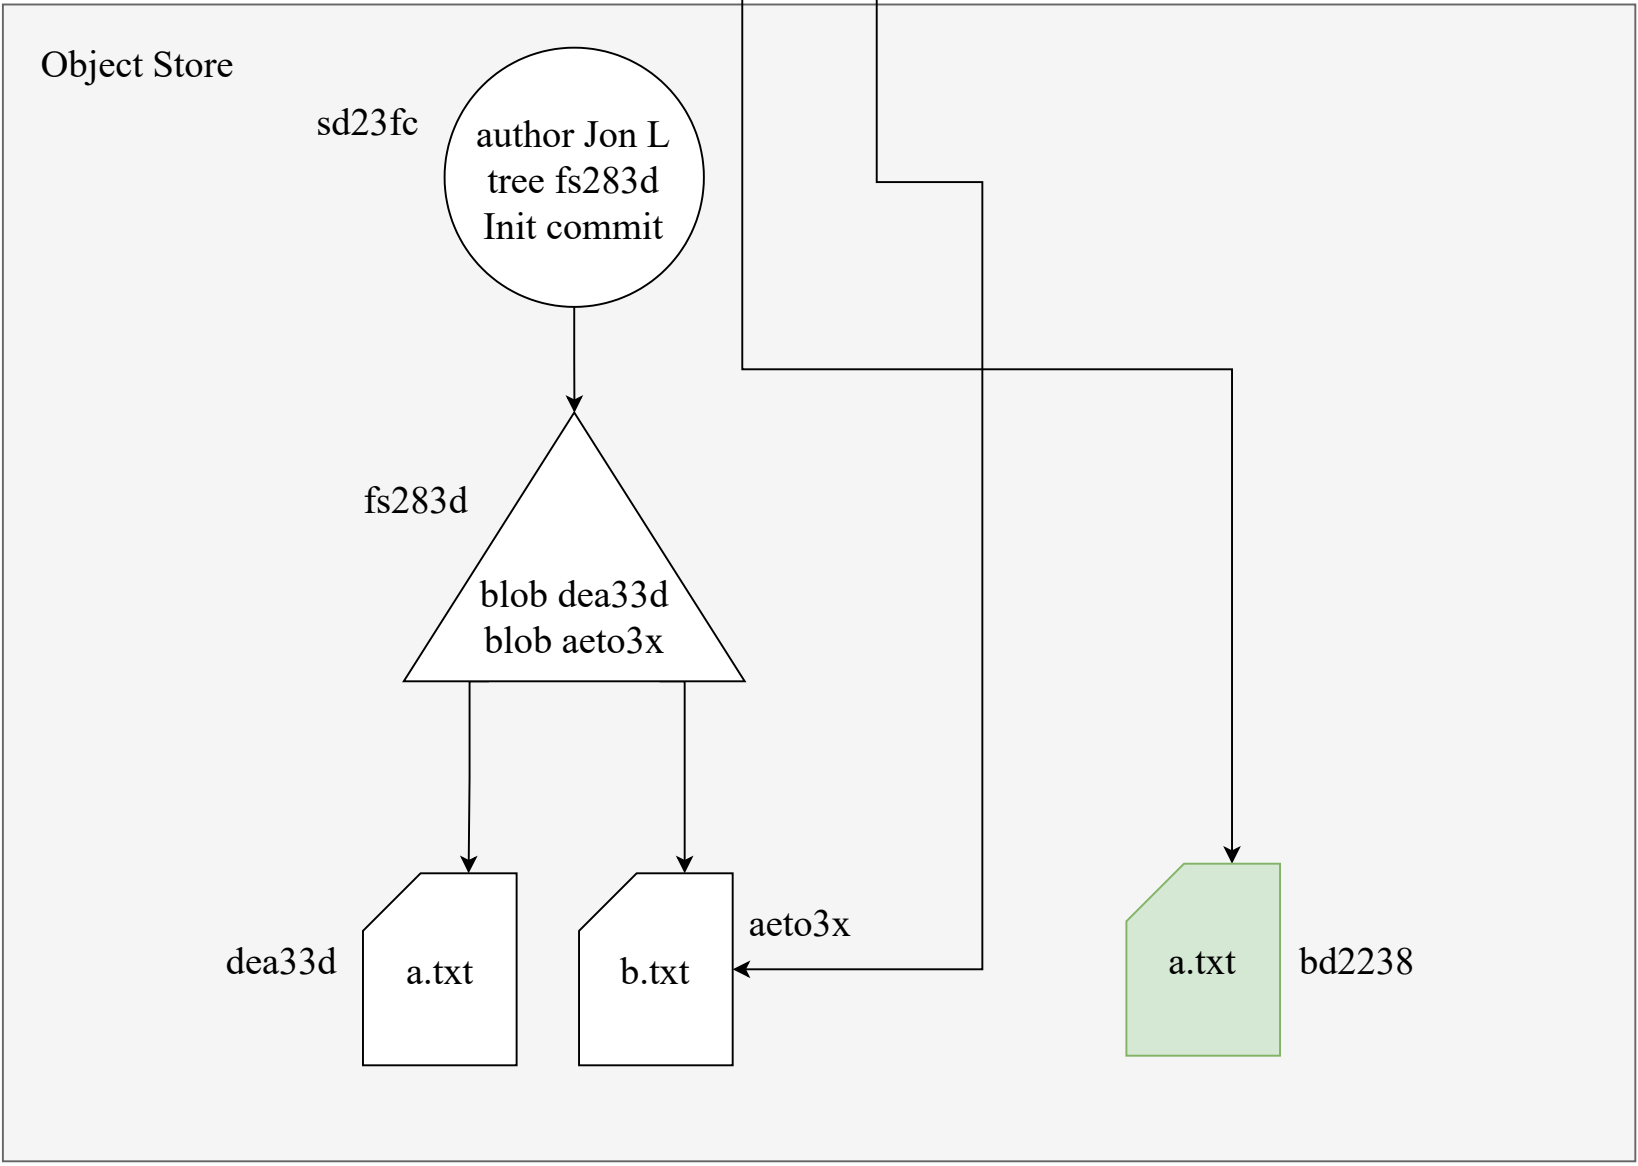 Object Store
sd23fc
author Jon L
tree fs283d
Init commit
fs283d
blob dea33d
blob aeto3x
dea33d
a.txt
b.txt
aeto3x
a.txt
bd2238